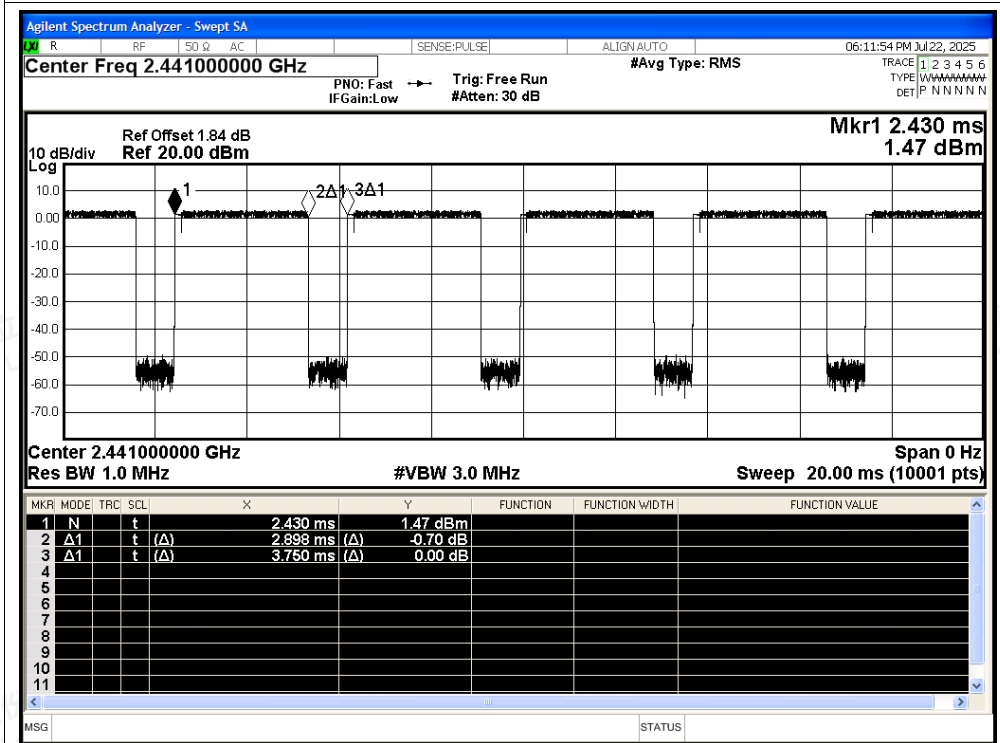 Agilent Spectrum Analyzer - Swept SA
LXI R RF 50 Ω AC SENSE:PULSE ALIGN AUTO 06:11:54 PM Jul 22, 2025
Center Freq 2.441000000 GHz #Avg Type: RMS TRACE 1 2 3 4 5 6
PNO: Fast Trig: Free Run TYPE W
IFGain:Low #Atten: 30 dB DET P N N N N N
Mkr1 2.430 ms
Ref Offset 1.84 dB
10 dB/div Ref 20.00 dBm 1.47 dBm
Log
10.0
1 2Δ1 3Δ1
0.00
-10.0
-20.0
-30.0
-40.0
-50.0
-60.0
-70.0
Center 2.441000000 GHz Span 0 Hz
Res BW 1.0 MHz #VBW 3.0 MHz Sweep 20.00 ms (10001 pts)
MKR MODE TRC SCL X Y FUNCTION FUNCTION WIDTH FUNCTION VALUE
1 N t 2.430 ms 1.47 dBm
2 Δ1 t (Δ) 2.898 ms (Δ) -0.70 dB
3 Δ1 t (Δ) 3.750 ms (Δ) 0.00 dB
4
5
6
7
8
9
10
11
MSG STATUS